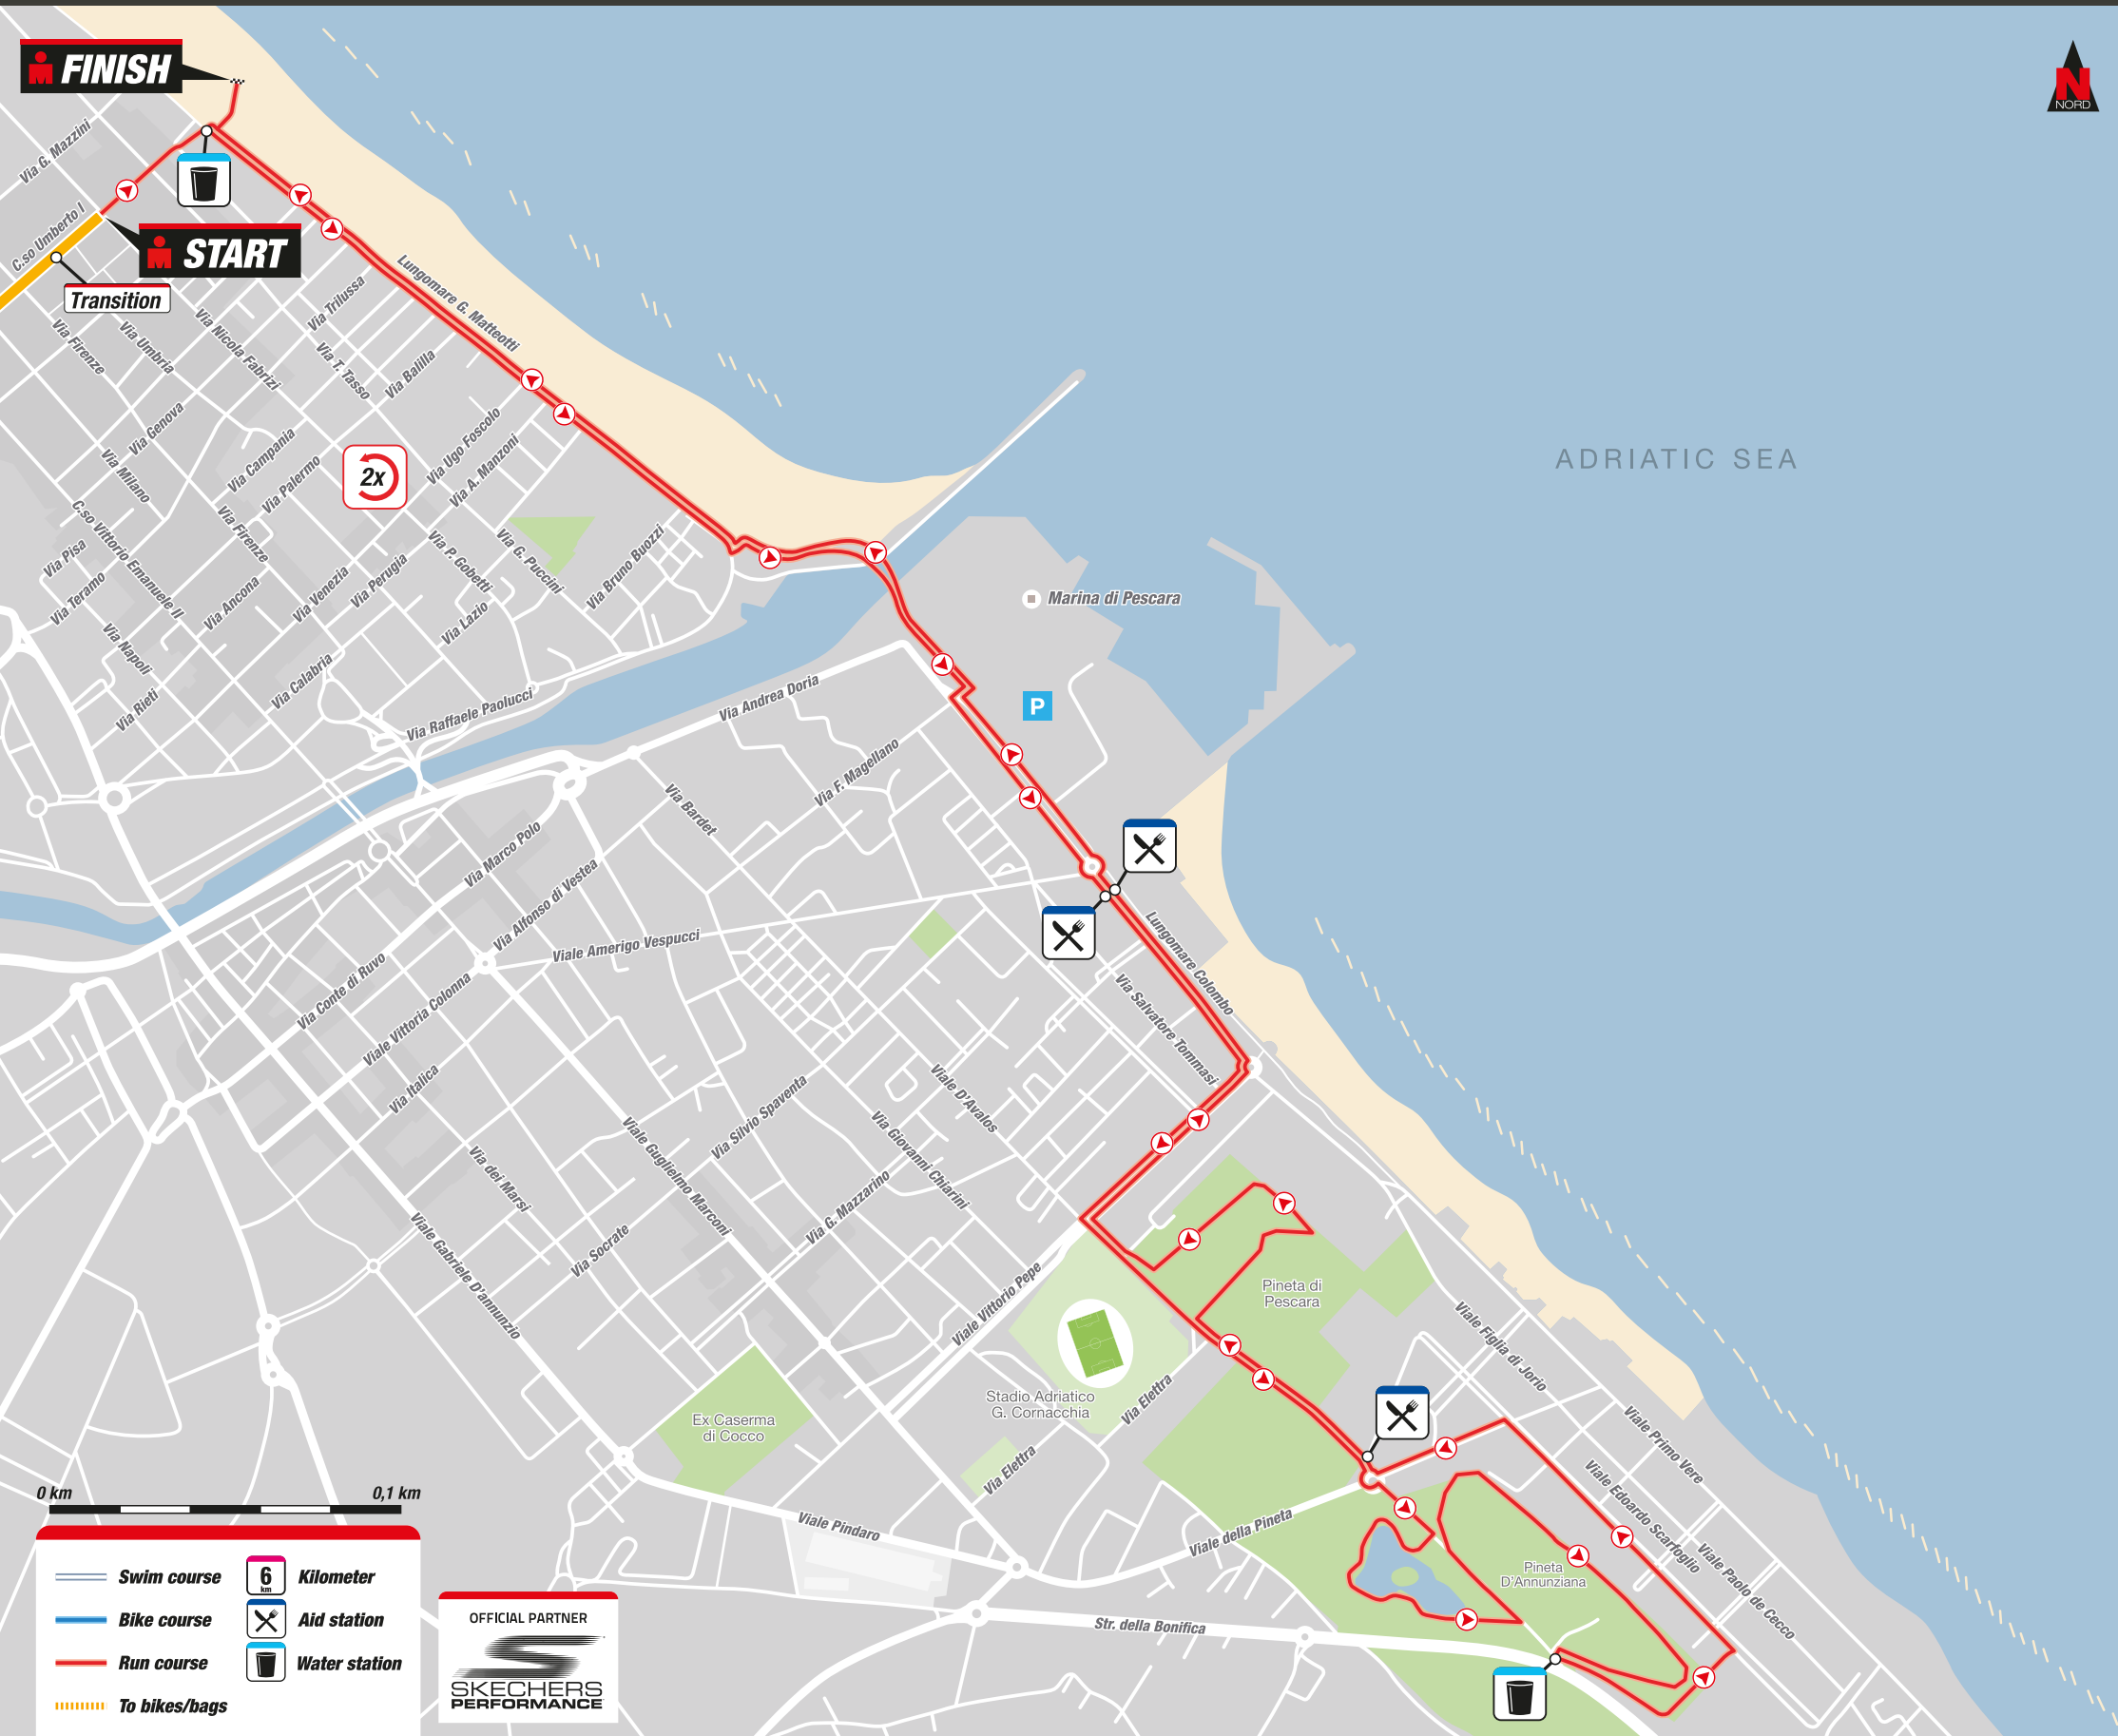 FINISH
N
NORD
Via G. Mazzini
C.so Umberto I
START
Transition
Via Firenze
Via Umbria
Via Nicola Fabrizi
Via Trilussa
Via T. Tasso
Via Balilla
Lungomare G. Matteotti
Via Genova
Via Milano
Via Campania
Via Palermo
2x
Via Ugo Foscolo
Via A. Manzoni
ADRIATIC SEA
C.so Vittorio Emanuele II
Via Firenze
Via Pisa
Via Teramo
Via Ancona
Via Venezia
Via Perugia
Via P. Gobetti
Via G. Puccini
Via Bruno Buozzi
Via Lazio
Via Napoli
Via Rieti
Via Calabria
Via Raffaele Paolucci
Via Andrea Doria
Marina di Pescara
P
Via F. Magellano
Via Bardet
Via Marco Polo
Via Alfonso di Vestea
Viale Amerigo Vespucci
Via Conte di Ruvo
Viale Vittoria Colonna
Via Italica
Lungomare Colombo
Via Salvatore Tommasi
Viale D'Avalos
Via Silvio Spaventa
Via Giovanni Chiarini
Viale Guglielmo Marconi
Via dei Marsi
Via G. Mazzarino
Via Socrate
Viale Gabriele D'annunzio
Viale Vittorio Pepe
Pineta di
Pescara
Stadio Adriatico
G. Cornacchia
Via Elettra
Via Elettra
Ex Caserma
di Cocco
Viale Figlia di Jorio
Viale Primo Vere
Viale Edoardo Scarfoglio
Viale Paolo de Cecco
Pineta
D'Annunziana
Viale della Pineta
Viale Pindaro
Str. della Bonifica
0 km
0,1 km
Swim course
6
km
Kilometer
Bike course
Aid station
Run course
Water station
To bikes/bags
OFFICIAL PARTNER
SKECHERS
PERFORMANCE